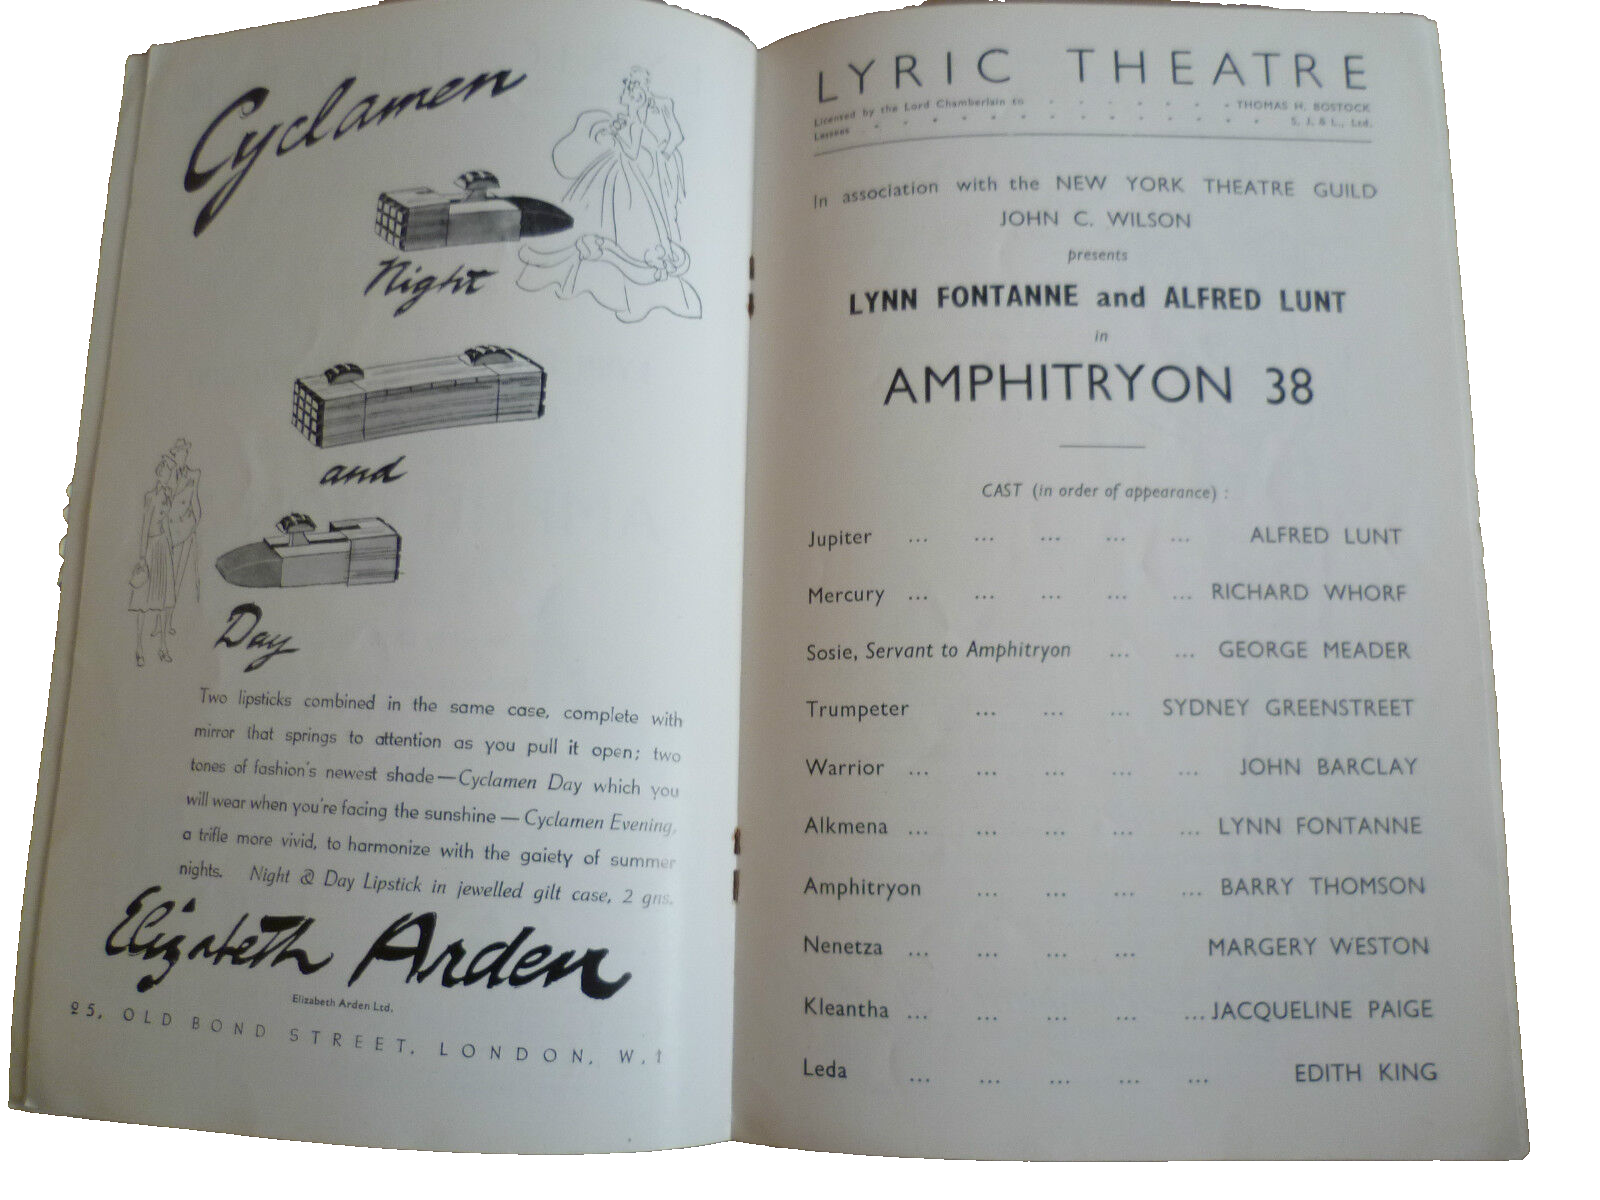 Cyclamen
Night
and
Day
Two lipsticks combined in the same case, complete with
mirror that springs to attention as you pull it open; two
tones of fashion's newest shade—Cyclamen Day which you
will wear when you're facing the sunshine — Cyclamen Evening,
a trifle more vivid, to harmonize with the gaiety of summer
nights. Night & Day Lipstick in jewelled gilt case, 2 gns.
Elizabeth Arden
Elizabeth Arden Ltd.
25, OLD BOND STREET, LONDON, W.1
LYRIC THEATRE
Licensed by the Lord Chamberlain to - - - - - - THOMAS H. BOSTOCK
Lessees - - - - - - - - - - - - - - S. J. & L., Ltd.
In association with the NEW YORK THEATRE GUILD
JOHN C. WILSON
presents
LYNN FONTANNE and ALFRED LUNT
in
AMPHITRYON 38
CAST (in order of appearance) :
Jupiter ... ... ... ... ... ALFRED LUNT
Mercury ... ... ... ... ... RICHARD WHORF
Sosie, Servant to Amphitryon ... ... GEORGE MEADER
Trumpeter ... ... ... SYDNEY GREENSTREET
Warrior ... ... ... ... ... JOHN BARCLAY
Alkmena ... ... ... ... ... LYNN FONTANNE
Amphitryon ... ... ... ... BARRY THOMSON
Nenetza ... ... ... ... MARGERY WESTON
Kleantha ... ... ... ... ... JACQUELINE PAIGE
Leda ... ... ... ... ... EDITH KING